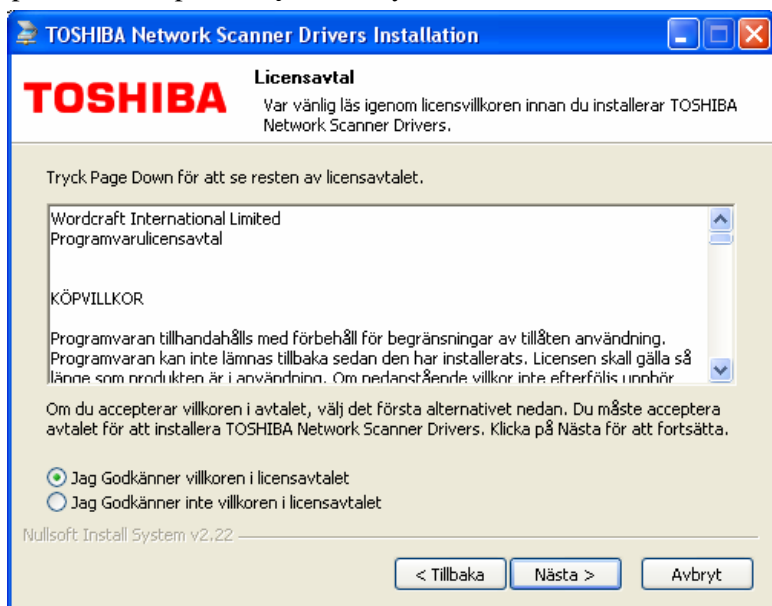 TOSHIBA Network Scanner Drivers Installation
TOSHIBA
Licensavtal
Var vänlig läs igenom licensvillkoren innan du installerar TOSHIBA
Network Scanner Drivers.
Tryck Page Down för att se resten av licensavtalet.
Wordcraft International Limited
Programvarulicensavtal
KÖPVILLKOR
Programvaran tillhandahålls med förbehåll för begränsningar av tillåten användning.
Programvaran kan inte lämnas tillbaka sedan den har installerats. Licensen skall gälla så
länge som produkten är i användning. Om nedanstående villkor inte efterföljs upphör
Om du accepterar villkoren i avtalet, välj det första alternativet nedan. Du måste acceptera
avtalet för att installera TOSHIBA Network Scanner Drivers. Klicka på Nästa för att fortsätta.
Jag Godkänner villkoren i licensavtalet
Jag Godkänner inte villkoren i licensavtalet
Nullsoft Install System v2.22
< Tillbaka
Nästa >
Avbryt